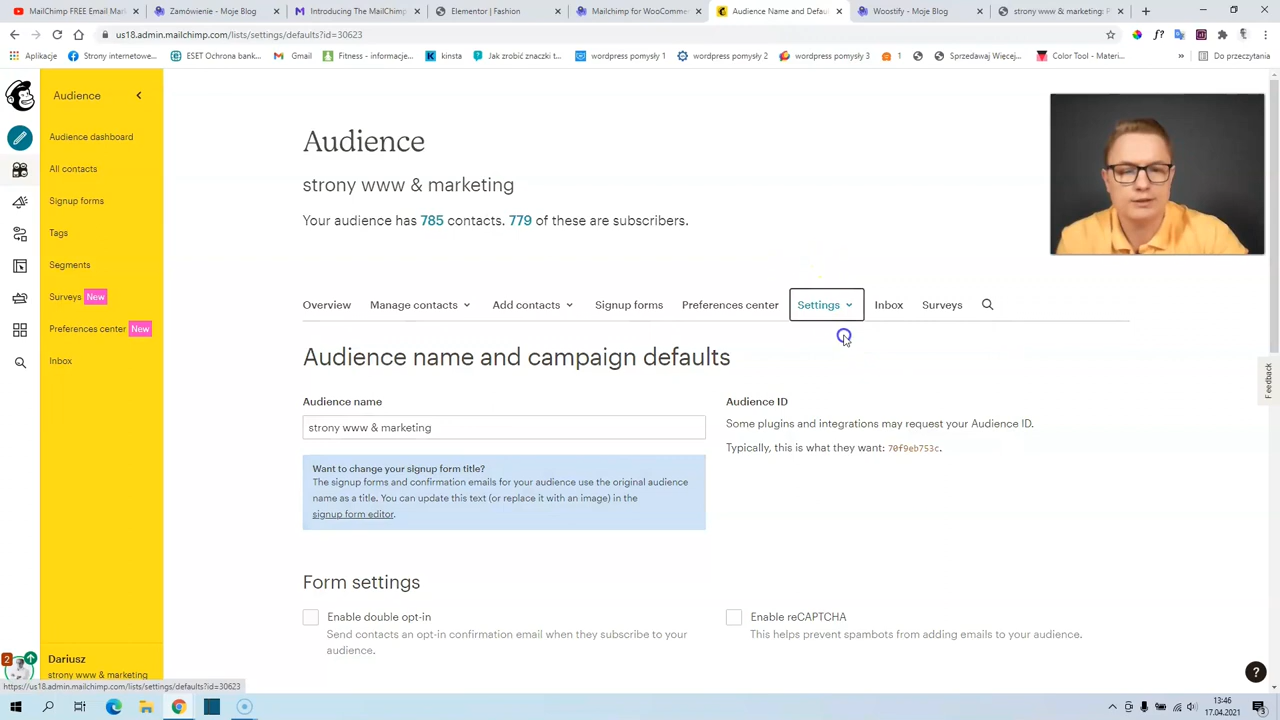 MailChimp for WordPress: Email Mark
Zamówienie - Moje Blog
Introducing The MailChimp
Elementor | Fashion
Mailchimp for WooComme
Audience Name and Defau
Woostify - Moje Blog
strony www & marketing: F
us18.admin.mailchimp.com/lists/settings/defaults?id=30623
Aplikacje
Strony internetowe...
ESET Ochrona bank...
Gmail
Fitness - informacje...
kinsta
Jak zrobić znaczki t...
wordpress pomysły 1
wordpress pomysły 2
wordpress pomysły 3
1
Sprzedawaj Więcej,...
Color Tool - Materi...
»
Do przeczytania
Audience
Audience dashboard
All contacts
Signup forms
Tags
Segments
Surveys New
Preferences center New
Inbox
Audience
strony www & marketing
Your audience has 785 contacts. 779 of these are subscribers.
Overview Manage contacts Add contacts Signup forms Preferences center Settings Inbox Surveys
Audience name and campaign defaults
Audience name
strony www & marketing
Want to change your signup form title?
The signup forms and confirmation emails for your audience use the original audience
name as a title. You can update this text (or replace it with an image) in the
signup form editor.
Audience ID
Some plugins and integrations may request your Audience ID.
Typically, this is what they want: 70f9eb753c.
Form settings
Enable double opt-in
Send contacts an opt-in confirmation email when they subscribe to your
audience.
Enable reCAPTCHA
This helps prevent spambots from adding emails to your audience.
Feedback
?
2
Dariusz
strony www & marketing
https://us18.admin.mailchimp.com/lists/settings/defaults?id=30623
13:46
17.04.2021
3